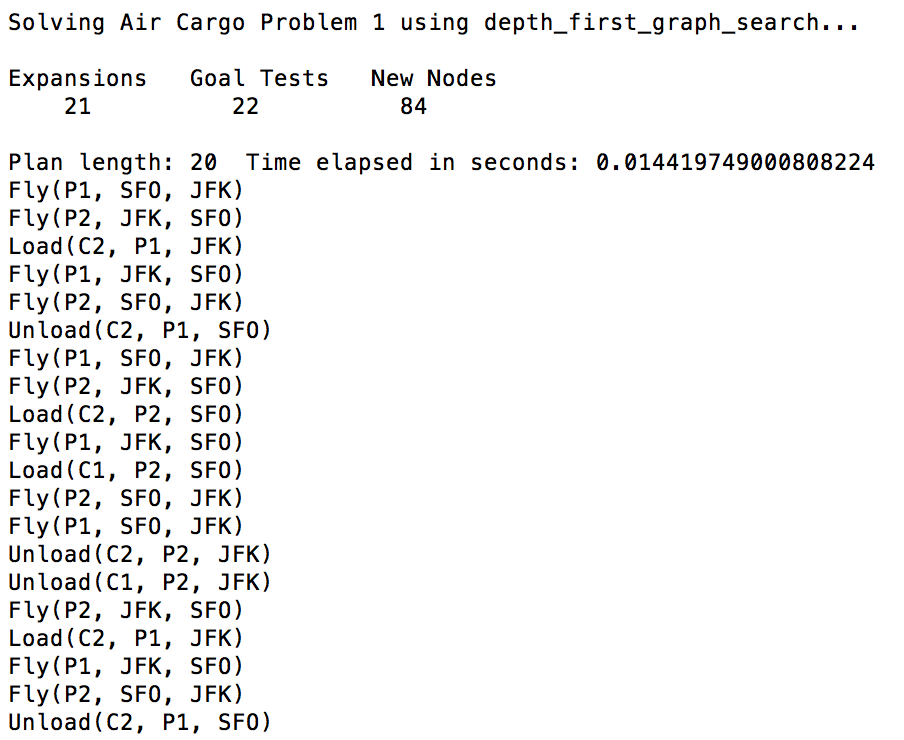 Solving Air Cargo Problem 1 using depth_first_graph_search...
Expansions   Goal Tests   New Nodes
    21          22          84
Plan length: 20  Time elapsed in seconds: 0.014419749000808224
Fly(P1, SFO, JFK)
Fly(P2, JFK, SFO)
Load(C2, P1, JFK)
Fly(P1, JFK, SFO)
Fly(P2, SFO, JFK)
Unload(C2, P1, SFO)
Fly(P1, SFO, JFK)
Fly(P2, JFK, SFO)
Load(C2, P2, SFO)
Fly(P1, JFK, SFO)
Load(C1, P2, SFO)
Fly(P2, SFO, JFK)
Fly(P1, SFO, JFK)
Unload(C2, P2, JFK)
Unload(C1, P2, JFK)
Fly(P2, JFK, SFO)
Load(C2, P1, JFK)
Fly(P1, JFK, SFO)
Fly(P2, SFO, JFK)
Unload(C2, P1, SFO)